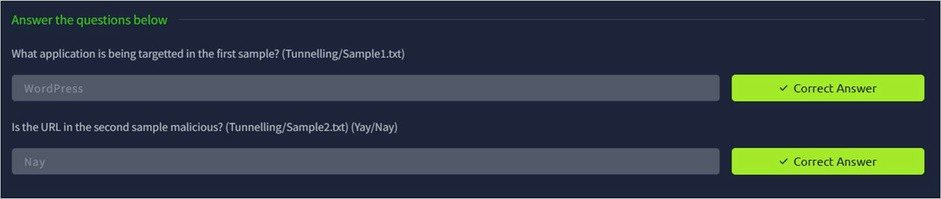 Answer the questions below
What application is being targetted in the first sample? (Tunnelling/Sample1.txt)
WordPress
✓ Correct Answer
Is the URL in the second sample malicious? (Tunnelling/Sample2.txt) (Yay/Nay)
Nay
✓ Correct Answer